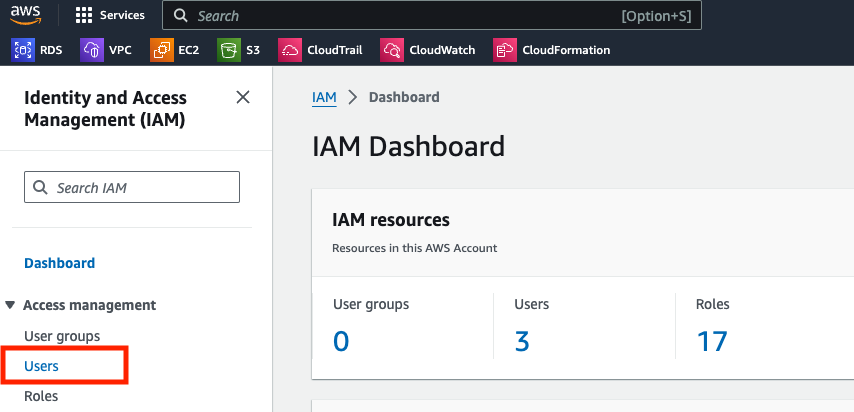 aws
Services
Search
[Option+S]
RDS VPC EC2 S3 CloudTrail CloudWatch CloudFormation
Identity and Access
Management (IAM)
Search IAM
Dashboard
Access management
User groups
Users
Roles
IAM Dashboard
IAM Dashboard
IAM resources
Resources in this AWS Account
User groups Users Roles
0 3 17